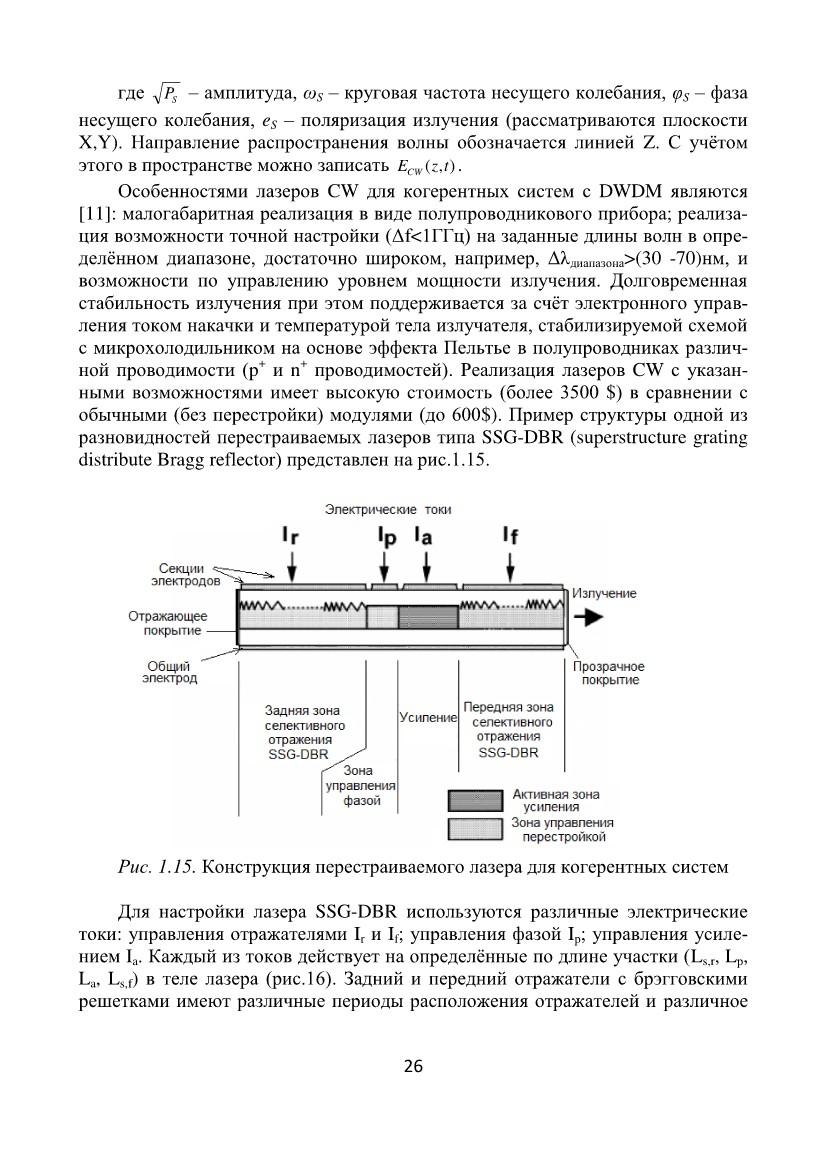 где √P_S – амплитуда, ω_S – круговая частота несущего колебания, φ_S – фаза
несущего колебания, e_S – поляризация излучения (рассматриваются плоскости
X,Y). Направление распространения волны обозначается линией Z. С учётом
этого в пространстве можно записать E_CW (z,t).
Особенностями лазеров CW для когерентных систем с DWDM являются
[11]: малогабаритная реализация в виде полупроводникового прибора; реализа-
ция возможности точной настройки (Δf<1ГГц) на заданные длины волн в опре-
делённом диапазоне, достаточно широком, например, Δλ_диапазона>(30 -70)нм, и
возможности по управлению уровнем мощности излучения. Долговременная
стабильность излучения при этом поддерживается за счёт электронного управ-
ления током накачки и температурой тела излучателя, стабилизируемой схемой
с микрохолодильником на основе эффекта Пельтье в полупроводниках различ-
ной проводимости (p⁺ и n⁺ проводимостей). Реализация лазеров CW с указан-
ными возможностями имеет высокую стоимость (более 3500 $) в сравнении с
обычными (без перестройки) модулями (до 600$). Пример структуры одной из
разновидностей перестраиваемых лазеров типа SSG-DBR (superstructure grating
distribute Bragg reflector) представлен на рис.1.15.
Электрические токи
Ir Ip Ia If
Секции
электродов
Излучение
Отражающее
покрытие
Общий
электрод
Прозрачное
покрытие
Задняя зона
селективного
отражения
SSG-DBR
Зона
управления
фазой
Усиление
Передняя зона
селективного
отражения
SSG-DBR
Активная зона
усиления
Зона управления
перестройкой
Рис. 1.15. Конструкция перестраиваемого лазера для когерентных систем
Для настройки лазера SSG-DBR используются различные электрические
токи: управления отражателями I_r и I_f; управления фазой I_p; управления усиле-
нием I_a. Каждый из токов действует на определённые по длине участки (L_s,r, L_p,
L_a, L_s,f) в теле лазера (рис.16). Задний и передний отражатели с брэгговскими
решетками имеют различные периоды расположения отражателей и различное
26